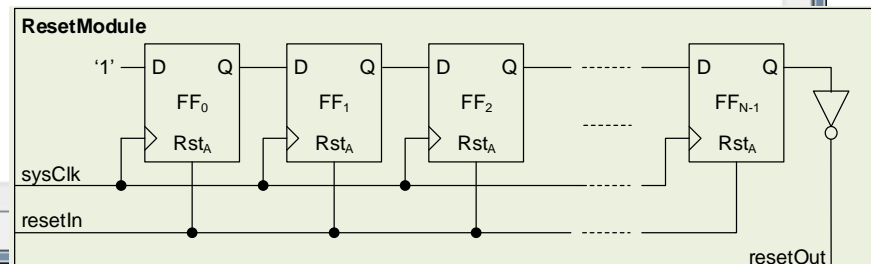 ResetModule
'1' D Q D Q D Q D Q
FF0 FF1 FF2 FFN-1
RstA RstA RstA RstA
sysClk
resetIn
resetOut